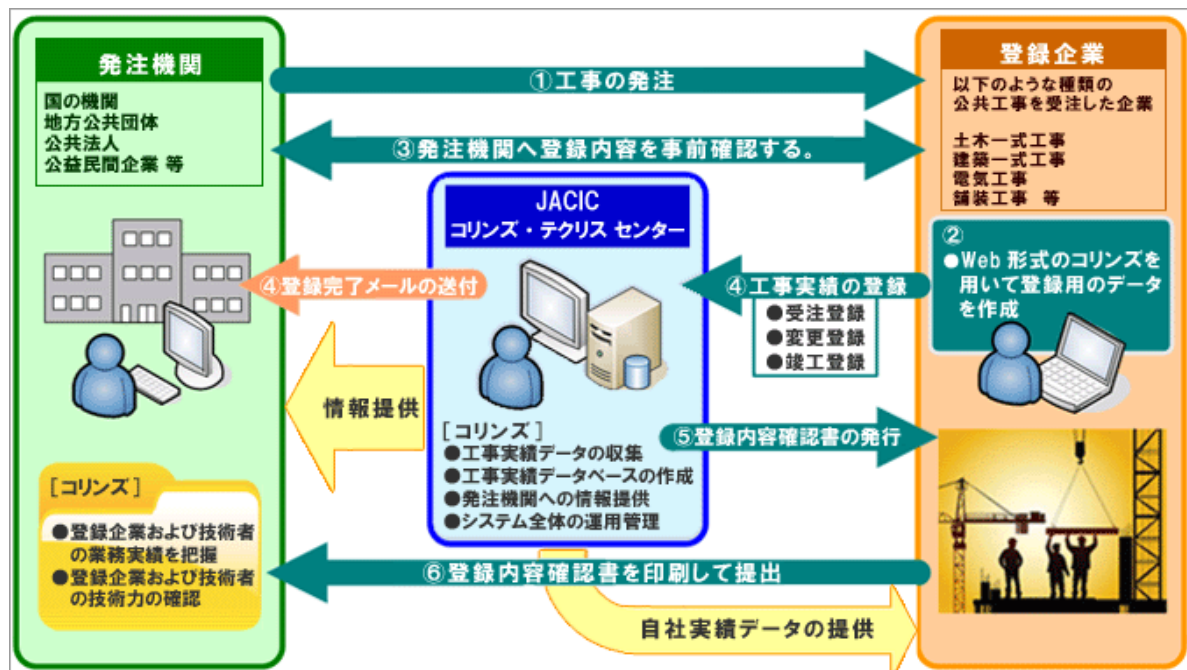 発注機関
国の機関
地方公共団体
公共法人
公益民間企業 等
①工事の発注
③発注機関へ登録内容を事前確認する。
登録企業
以下のような種類の
公共工事を受注した企業
土木一式工事
建築一式工事
電気工事
舗装工事 等
JACIC
コリンズ・テクリス センター
②
●Web 形式のコリンズを
用いて登録用のデータ
を作成
④登録完了メールの送付
④工事実績の登録
●受注登録
●変更登録
●竣工登録
情報提供
[コリンズ]
●工事実績データの収集
●工事実績データベースの作成
●発注機関への情報提供
●システム全体の運用管理
⑤登録内容確認書の発行
[コリンズ]
●登録企業および技術者
の業務実績を把握
●登録企業および技術者
の技術力の確認
⑥登録内容確認書を印刷して提出
自社実績データの提供